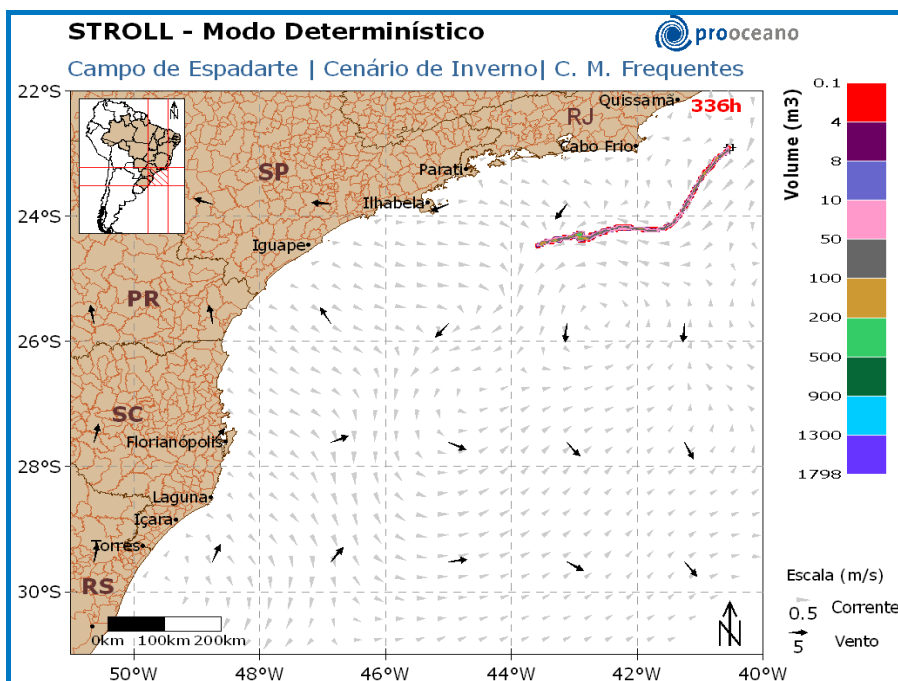 STROLL - Modo Determinístico
prooceano
Campo de Espadarte | Cenário de Inverno| C. M. Frequentes
22°S
24°S
26°S
28°S
30°S
50°W
48°W
46°W
44°W
42°W
40°W
N
336h
Quissamã
RJ
Cabo Frio
Parati
SP
Ilhabela
Iguape
PR
SC
Florianópolis
Laguna
Içara
Torres
RS
0km 100km 200km
N
Volume (m3)
0.1
4
8
10
50
100
200
500
900
1300
1798
Escala (m/s)
0.5 Corrente
5 Vento